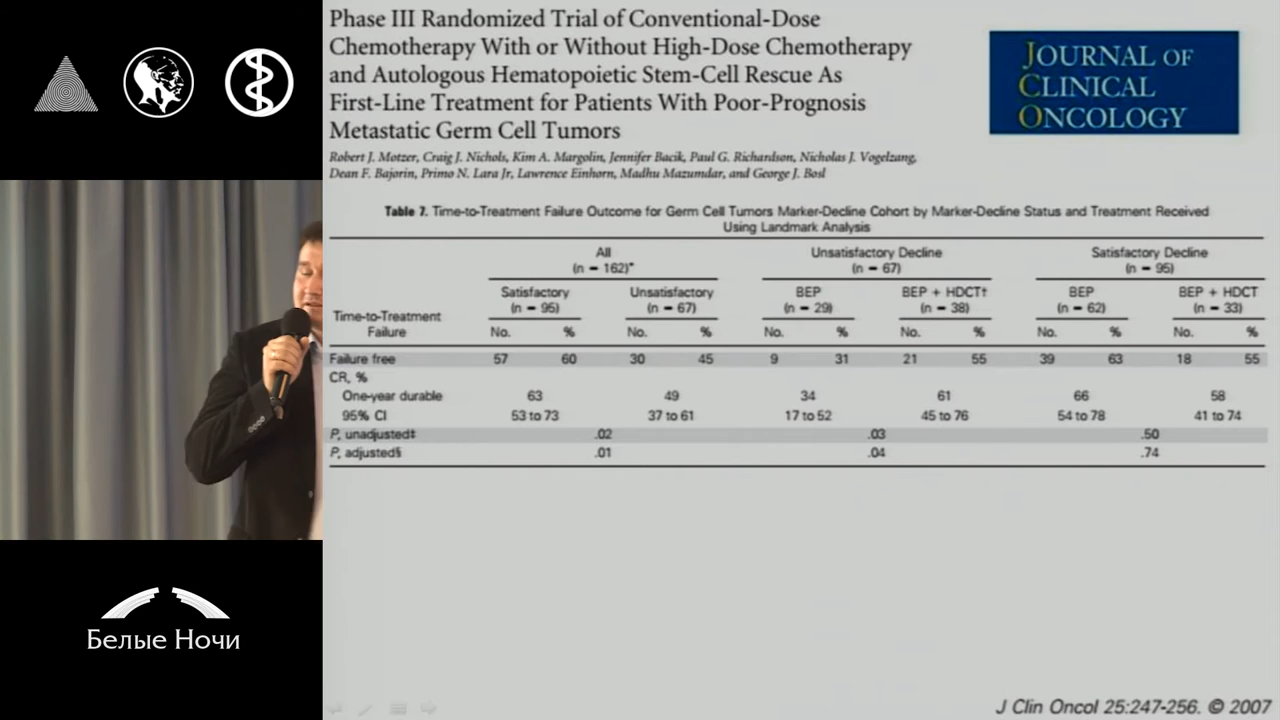 Phase III Randomized Trial of Conventional-Dose
Chemotherapy With or Without High-Dose Chemotherapy
and Autologous Hematopoietic Stem-Cell Rescue As
First-Line Treatment for Patients With Poor-Prognosis
Metastatic Germ Cell Tumors
JOURNAL OF
CLINICAL
ONCOLOGY
Robert J. Motzer, Craig J. Nichols, Kim A. Margolin, Jennifer Bacik, Paul G. Richardson, Nicholas J. Vogelzang,
Dean F. Bajorin, Primo N. Lara Jr, Lawrence Einhorn, Madhu Mazumdar, and George J. Bosl
Table 7. Time-to-Treatment Failure Outcome for Germ Cell Tumors Marker-Decline Cohort by Marker-Decline Status and Treatment Received
Using Landmark Analysis
All Unsatisfactory Decline Satisfactory Decline
(n = 162)* (n = 67) (n = 95)
Satisfactory Unsatisfactory BEP BEP + HDCT† BEP BEP + HDCT
(n = 95) (n = 67) (n = 29) (n = 38) (n = 62) (n = 33)
Time-to-Treatment
Failure No. % No. % No. % No. % No. % No. %
Failure free 57 60 30 45 9 31 21 55 39 63 18 55
CR, %
One-year durable 63 49 34 61 66 58
95% CI 53 to 73 37 to 61 17 to 52 45 to 76 54 to 78 41 to 74
P, unadjusted‡ .02 .03 .50
P, adjusted§ .01 .04 .74
Белые Ночи
J Clin Oncol 25:247-256. © 2007